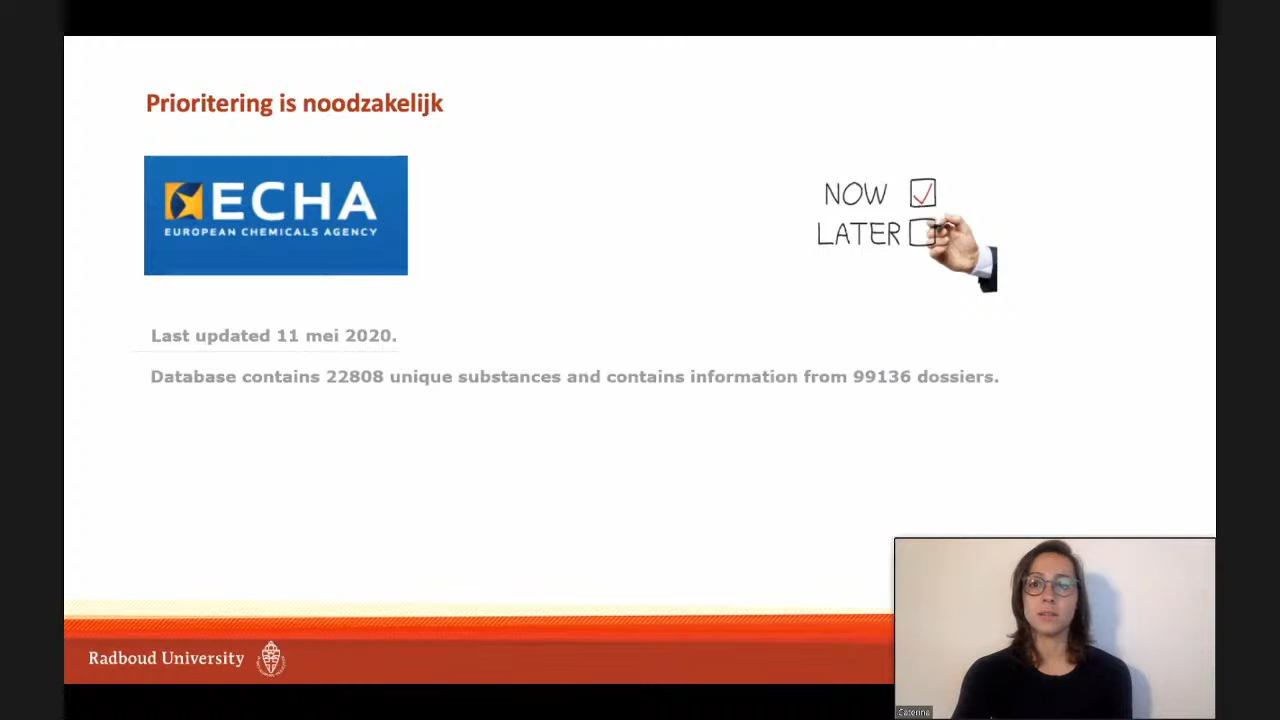 Prioritering is noodzakelijk
ECHA
EUROPEAN CHEMICALS AGENCY
NOW
LATER
Last updated 11 mei 2020.
Database contains 22808 unique substances and contains information from 99136 dossiers.
Radboud University
Caterina